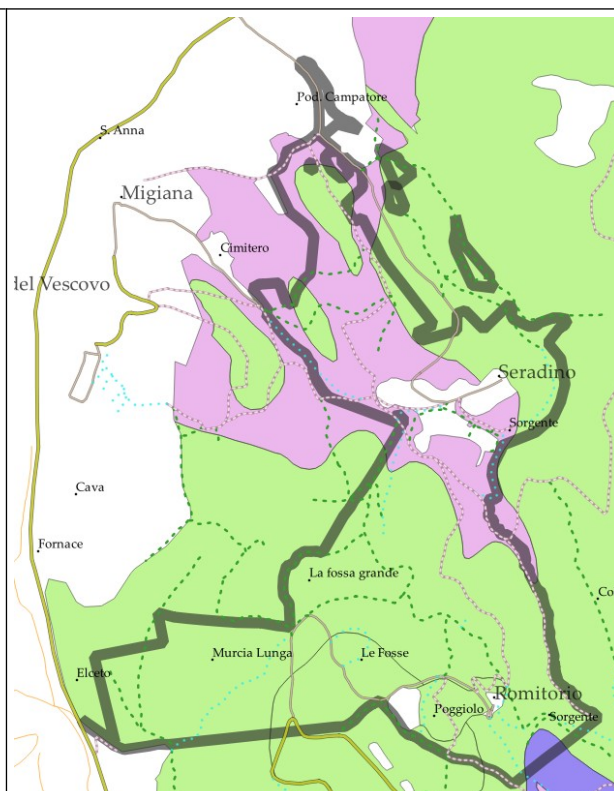 Pod. Campatore
S. Anna
Migiana
Cimitero
del Vescovo
Seradino
Sorgente
Cava
Fornace
La fossa grande
Co
Murcia Lunga
Le Fosse
Elceto
Romitorio
Poggiolo
Sorgente